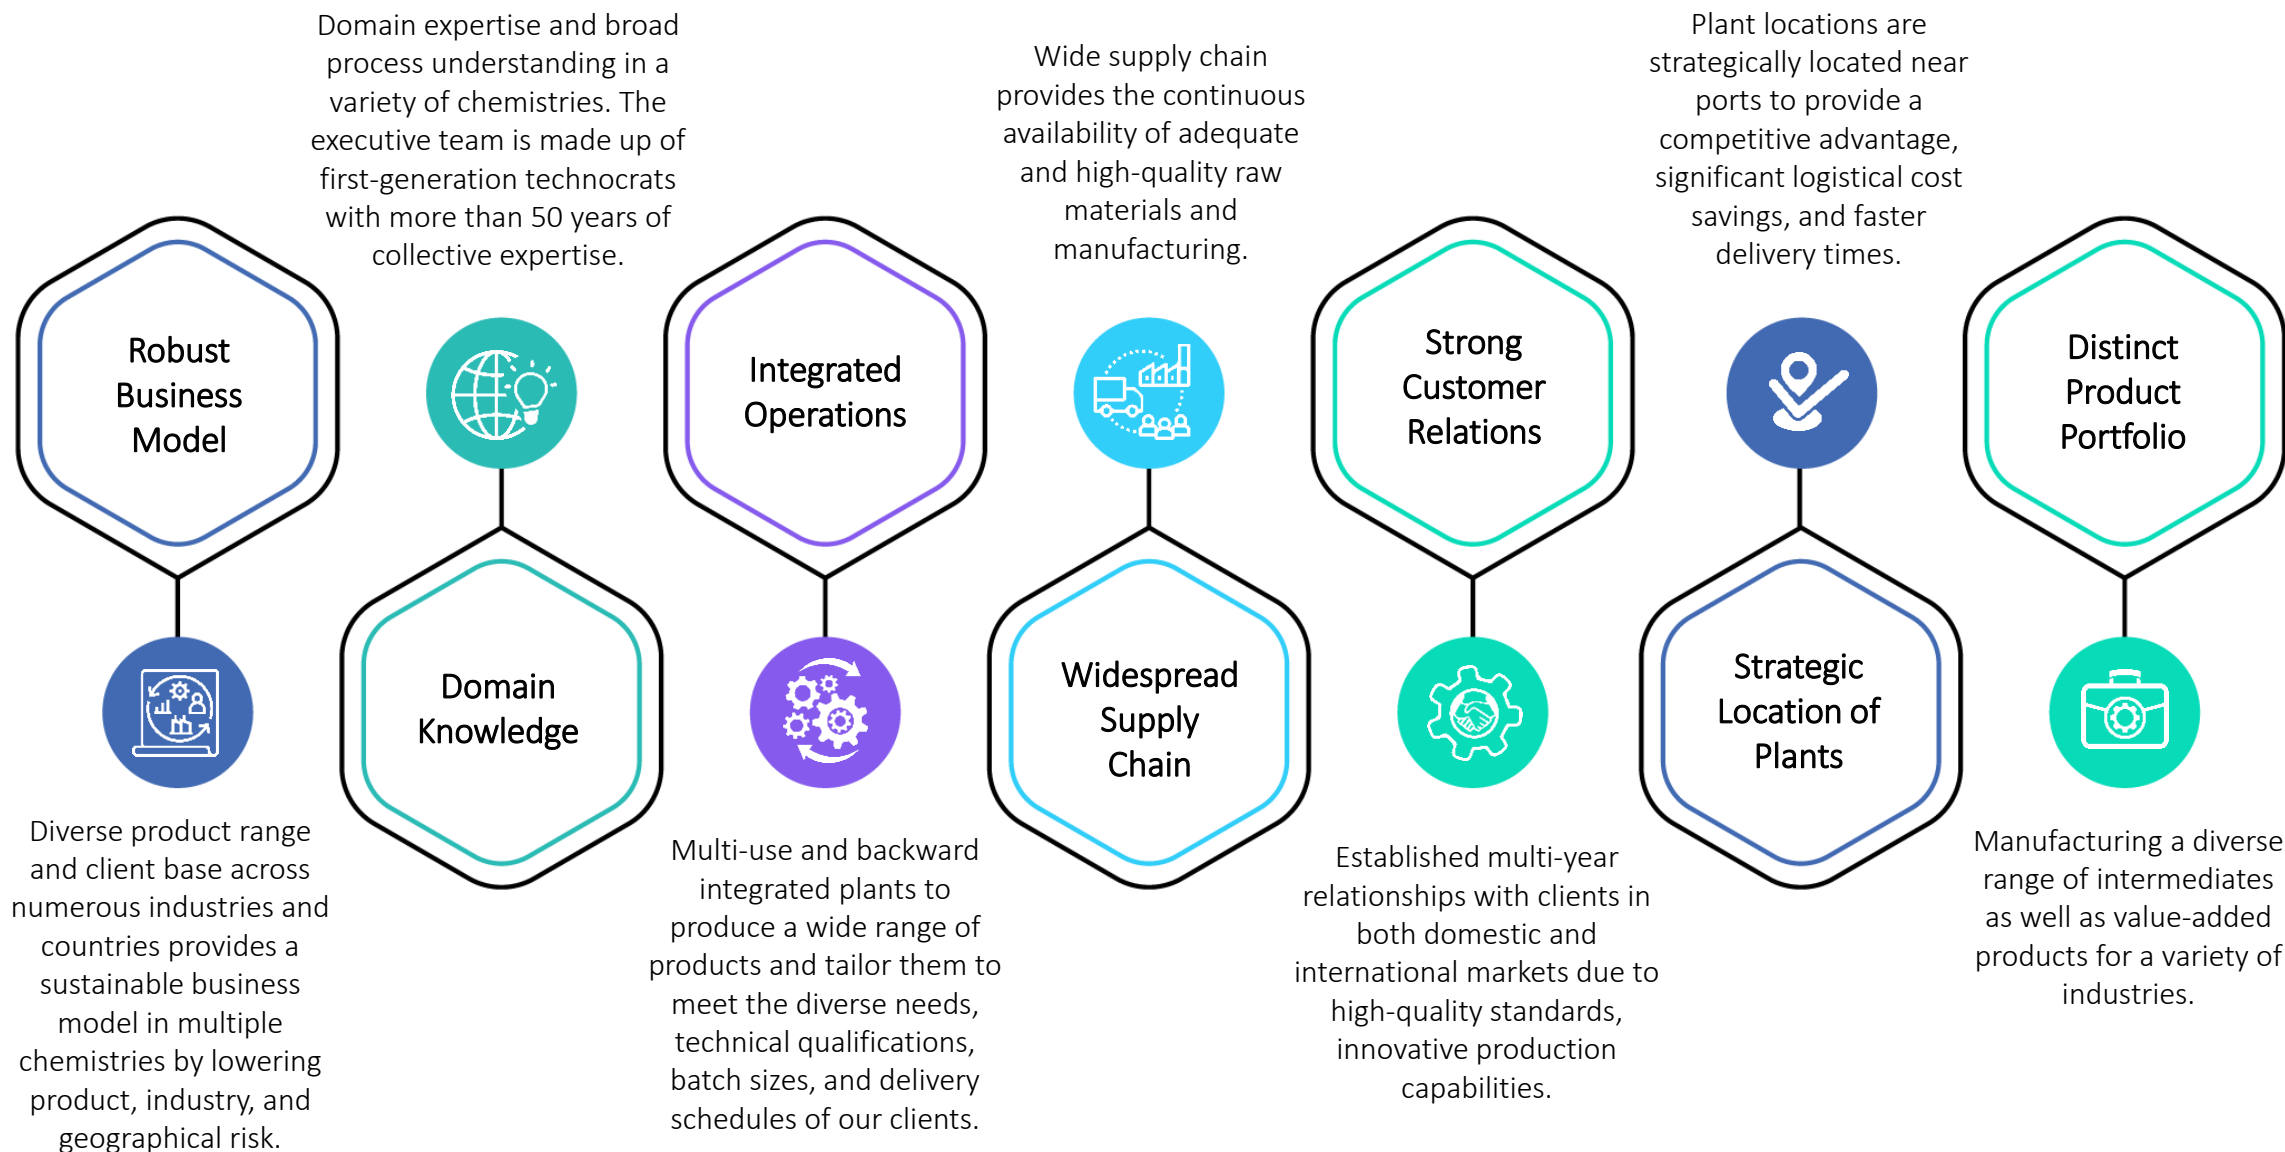 Robust
Business
Model
Diverse product range
and client base across
numerous industries and
countries provides a
sustainable business
model in multiple
chemistries by lowering
product, industry, and
geographical risk.
Domain expertise and broad
process understanding in a
variety of chemistries. The
executive team is made up of
first-generation technocrats
with more than 50 years of
collective expertise.
Domain
Knowledge
Integrated
Operations
Multi-use and backward
integrated plants to
produce a wide range of
products and tailor them to
meet the diverse needs,
technical qualifications,
batch sizes, and delivery
schedules of our clients.
Wide supply chain
provides the continuous
availability of adequate
and high-quality raw
materials and
manufacturing.
Widespread
Supply
Chain
Strong
Customer
Relations
Established multi-year
relationships with clients in
both domestic and
international markets due to
high-quality standards,
innovative production
capabilities.
Plant locations are
strategically located near
ports to provide a
competitive advantage,
significant logistical cost
savings, and faster
delivery times.
Strategic
Location of
Plants
Distinct
Product
Portfolio
Manufacturing a diverse
range of intermediates
as well as value-added
products for a variety of
industries.